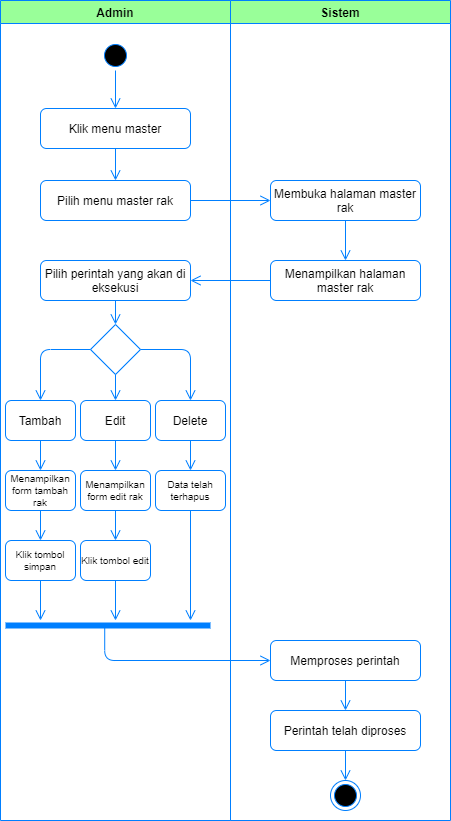 Admin
Sistem
Klik menu master
Pilih menu master rak
Membuka halaman master
rak
Pilih perintah yang akan di
eksekusi
Menampilkan halaman
master rak
Tambah
Edit
Delete
Menampilkan
form tambah
rak
Menampilkan
form edit rak
Data telah
terhapus
Klik tombol
simpan
Klik tombol edit
Memproses perintah
Perintah telah diproses